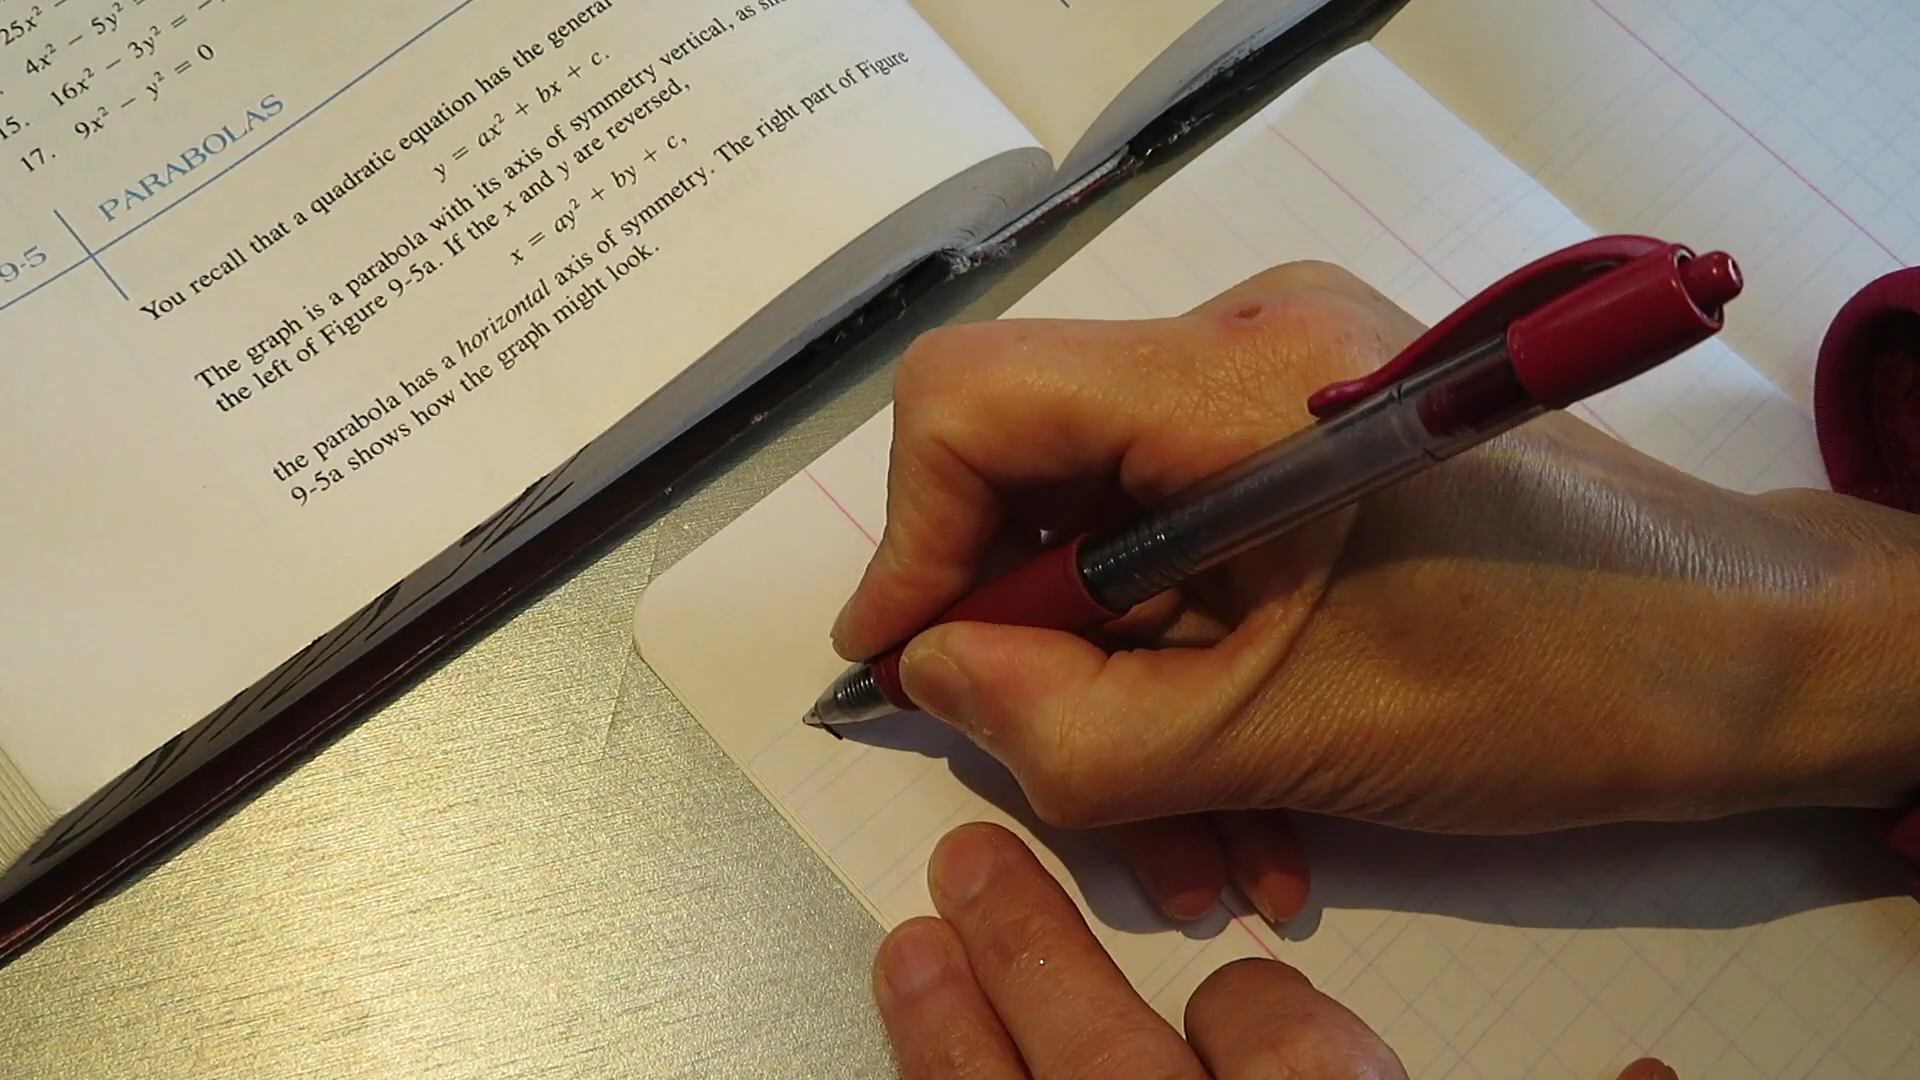 25x²
4x² − 5y² =
16x² − 3y² = −
15.
17. 9x² − y² = 0
9-5 PARABOLAS
You recall that a quadratic equation has the general
y = ax² + bx + c.
The graph is a parabola with its axis of symmetry vertical, as
the left of Figure 9-5a. If the x and y are reversed,
x = ay² + by + c,
the parabola has a horizontal axis of symmetry. The right part of Figure
9-5a shows how the graph might look.